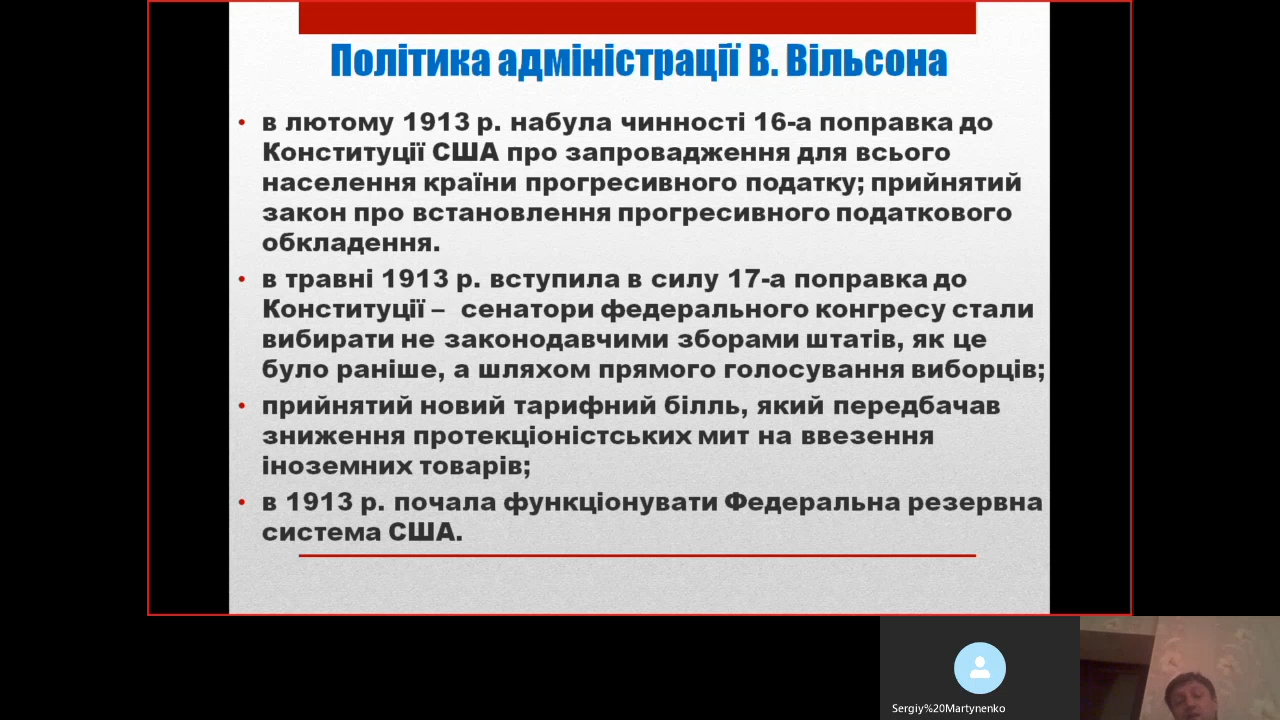 Політика адміністрації В. Вільсона
• в лютому 1913 р. набула чинності 16-а поправка до
Конституції США про запровадження для всього
населення країни прогресивного податку; прийнятий
закон про встановлення прогресивного податкового
обкладення.
• в травні 1913 р. вступила в силу 17-а поправка до
Конституції – сенатори федерального конгресу стали
вибирати не законодавчими зборами штатів, як це
було раніше, а шляхом прямого голосування виборців;
• прийнятий новий тарифний білль, який передбачав
зниження протекціоністських мит на ввезення
іноземних товарів;
• в 1913 р. почала функціонувати Федеральна резервна
система США.
Sergiy%20Martynenko